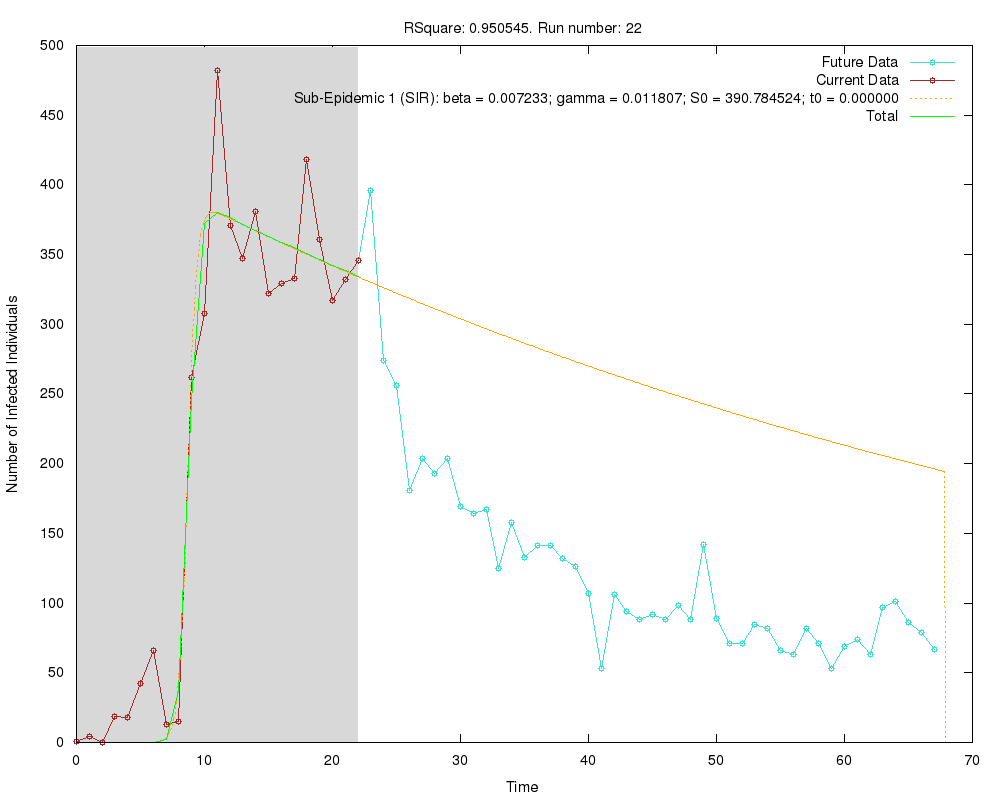 RSquare: 0.950545. Run number: 22
500
450
400
350
300
250
200
150
100
50
0
0 10 20 30 40 50 60 70
Number of Infected Individuals
Time
Future Data
Current Data
Sub-Epidemic 1 (SIR): beta = 0.007233; gamma = 0.011807; S0 = 390.784524; t0 = 0.000000
Total